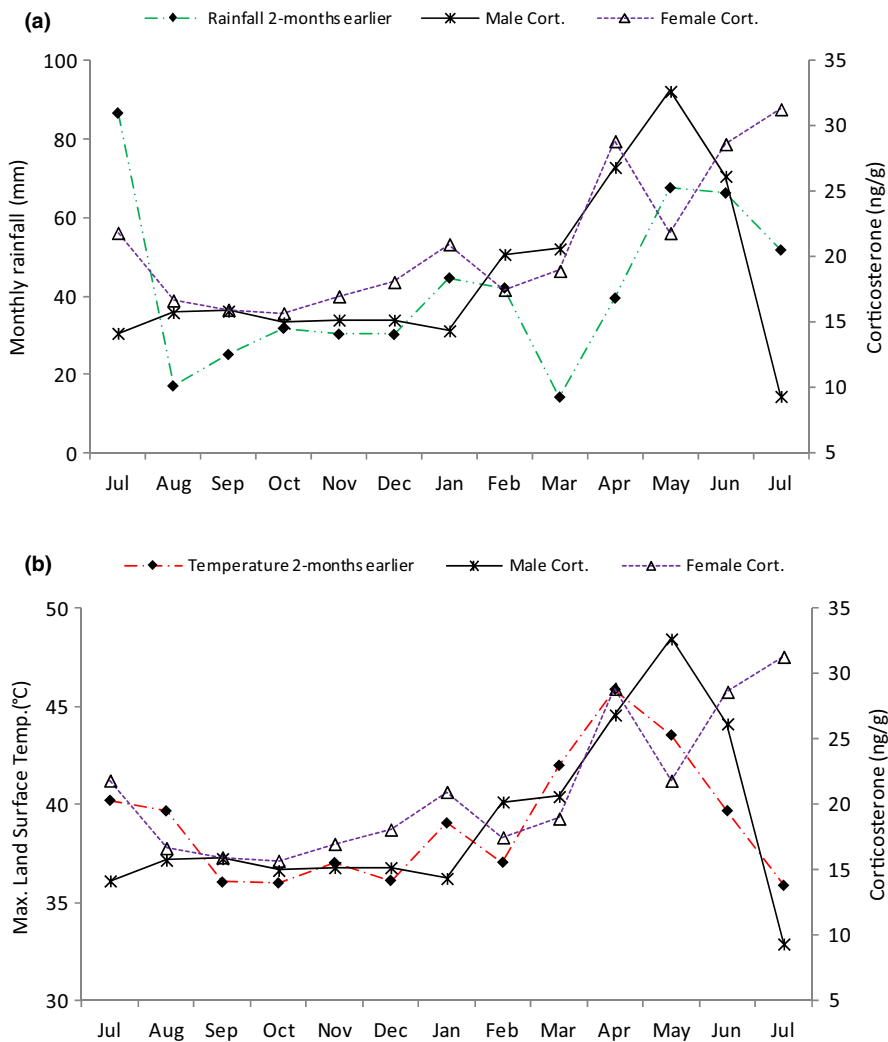 (a)
Rainfall 2-months earlier Male Cort. Female Cort.
100 35
80 30
60 25
40 20
20 15
0 10
5
Monthly rainfall (mm)
Corticosterone (ng/g)
Jul Aug Sep Oct Nov Dec Jan Feb Mar Apr May Jun Jul
(b)
Temperature 2-months earlier Male Cort. Female Cort.
50 35
45 30
40 25
35 20
30 15
10
5
Max. Land Surface Temp.(°C)
Corticosterone (ng/g)
Jul Aug Sep Oct Nov Dec Jan Feb Mar Apr May Jun Jul